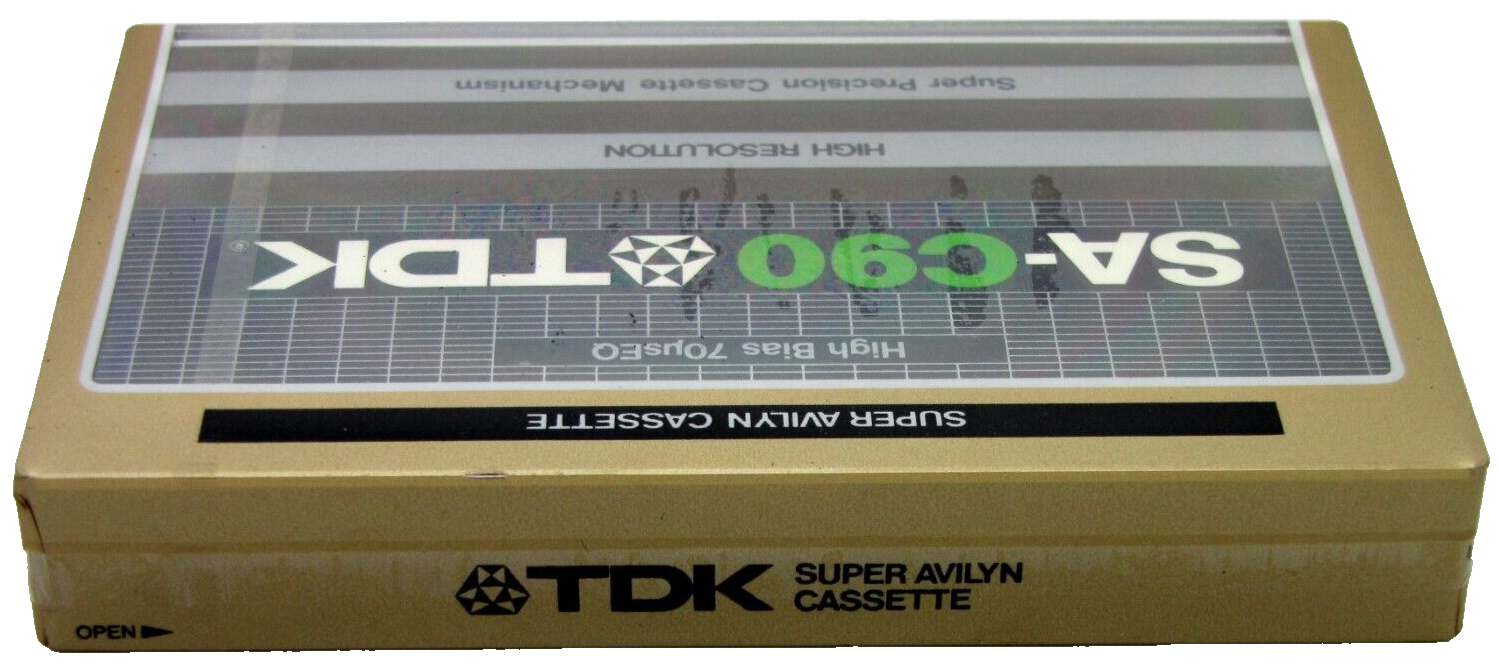 SUPER AVILYN CASSETTE
High Bias 70µsEQ
SA-C90 TDK®
HIGH RESOLUTION
Super Precision Cassette Mechanism
TDK SUPER AVILYN
CASSETTE
OPEN